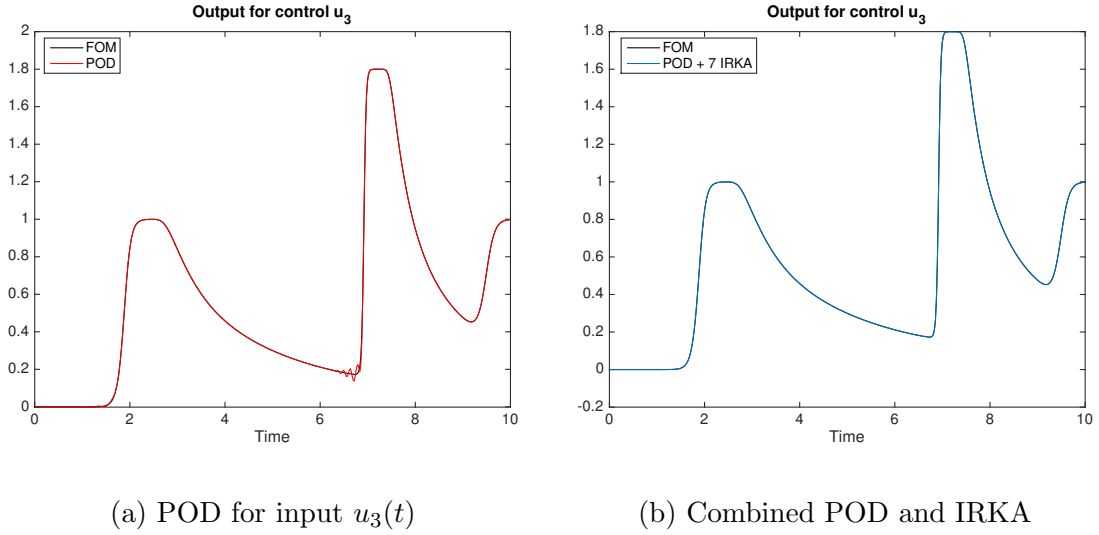 Output for control u3
FOM
POD
2
1.8
1.6
1.4
1.2
1
0.8
0.6
0.4
0.2
0
0 2 4 6 8 10
Time
(a) POD for input u3(t)
Output for control u3
FOM
POD + 7 IRKA
1.8
1.6
1.4
1.2
1
0.8
0.6
0.4
0.2
0
-0.2
0 2 4 6 8 10
Time
(b) Combined POD and IRKA